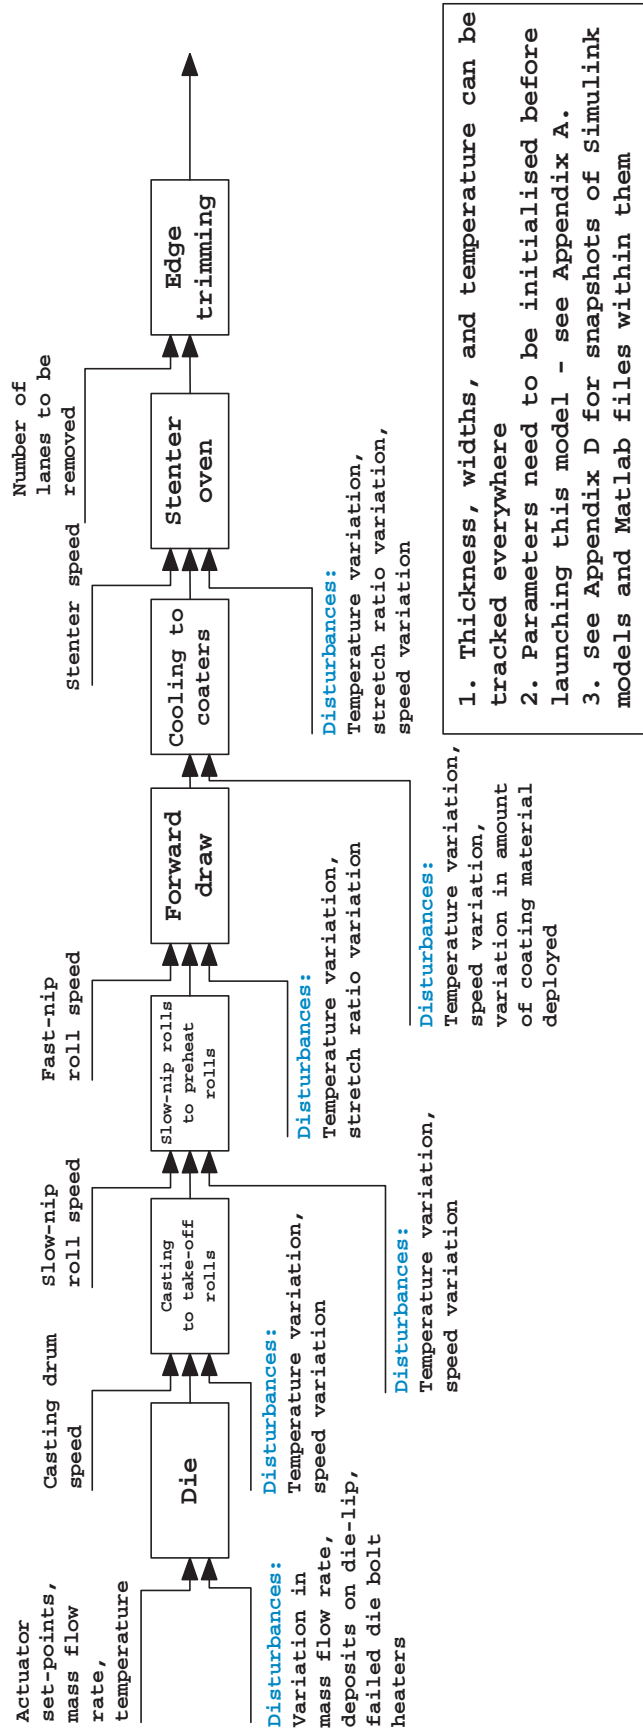 Actuator
set-points,
mass flow
rate,
temperature
Disturbances:
Variation in
mass flow rate,
deposits on die-lip,
failed die bolt
heaters
Die
Casting drum
speed
Disturbances:
Temperature variation,
speed variation
Casting
to take-off
rolls
Slow-nip
roll speed
Disturbances:
Temperature variation,
speed variation
Slow-nip rolls
to preheat
rolls
Fast-nip
roll speed
Disturbances:
Temperature variation,
stretch ratio variation
Forward
draw
Disturbances:
Temperature variation,
speed variation,
variation in amount
of coating material
deployed
Cooling to
coaters
Stenter speed
Disturbances:
Temperature variation,
stretch ratio variation,
speed variation
Stenter
oven
Number of
lanes to be
removed
Edge
trimming
1. Thickness, widths, and temperature can be
tracked everywhere
2. Parameters need to be initialised before
launching this model - see Appendix A.
3. See Appendix D for snapshots of Simulink
models and Matlab files within them